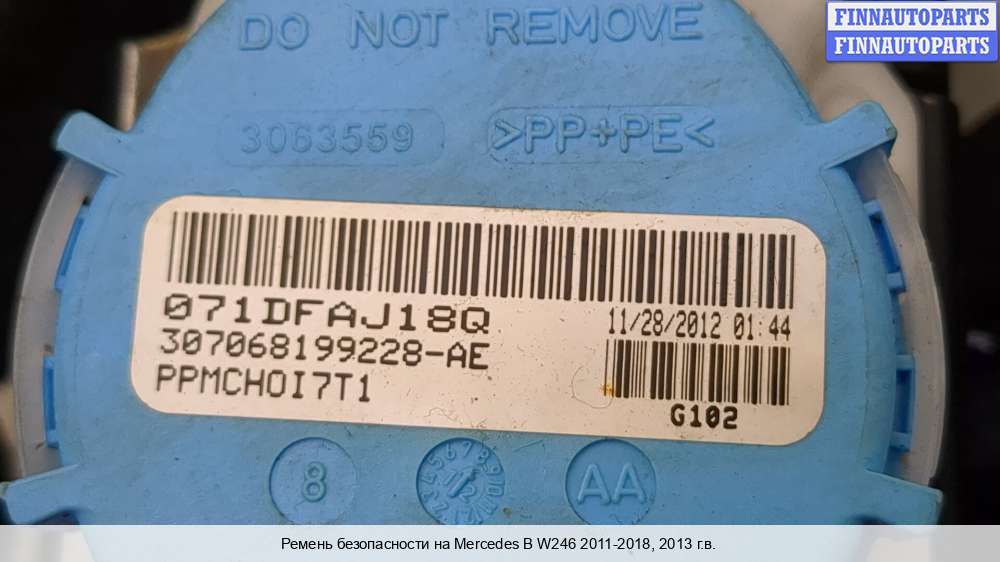 FINNAUTOPARTS
FINNAUTOPARTS
DO NOT REMOVE
3063559
>PP+PE<
071DFAJ18Q
11/28/2012 01:44
307068199228-AE
PPMCHOI7T1
G102
8
12
AA
Ремень безопасности на Mercedes B W246 2011-2018, 2013 г.в.